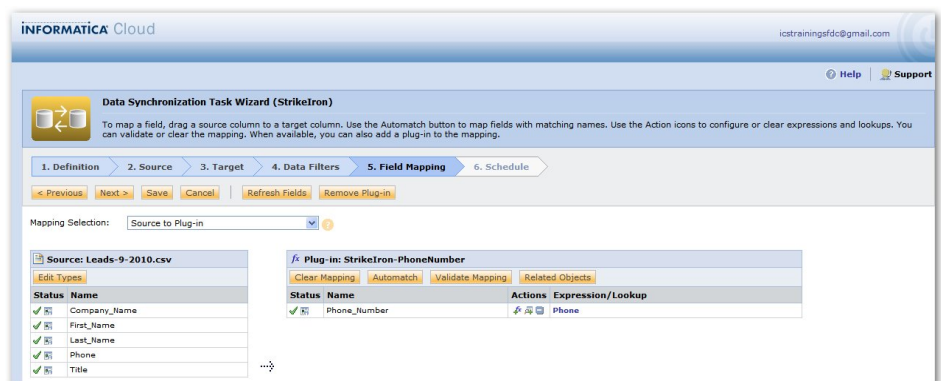 INFORMATICA Cloud
icstrainingsfdc@gmail.com
Help | Support
Data Synchronization Task Wizard (StrikeIron)
To map a field, drag a source column to a target column. Use the Automatch button to map fields with matching names. Use the Action icons to configure or clear expressions and lookups. You
can validate or clear the mapping. When available, you can also add a plug-in to the mapping.
1. Definition 2. Source 3. Target 4. Data Filters 5. Field Mapping 6. Schedule
< Previous Next > Save Cancel Refresh Fields Remove Plug-in
Mapping Selection: Source to Plug-in
Source: Leads-9-2010.csv
Edit Types
Status Name
Company_Name
First_Name
Last_Name
Phone
Title
fx Plug-in: StrikeIron-PhoneNumber
Clear Mapping Automatch Validate Mapping Related Objects
Status Name Actions Expression/Lookup
Phone_Number fx Phone